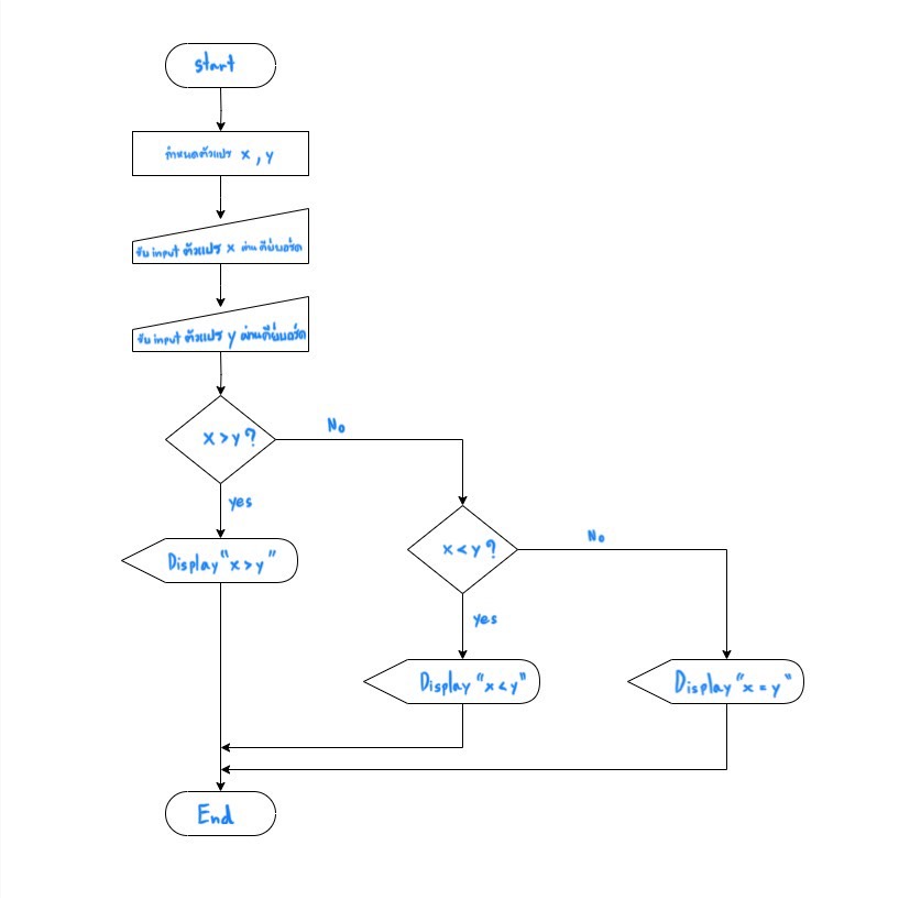 start
กำหนดตัวแปร x , y
รับ input ตัวแปร x ผ่านคีย์บอร์ด
รับ input ตัวแปร y ผ่านคีย์บอร์ด
x > y ?
No
yes
x < y ?
No
Display "x > y"
yes
Display "x < y"
Display "x = y"
End